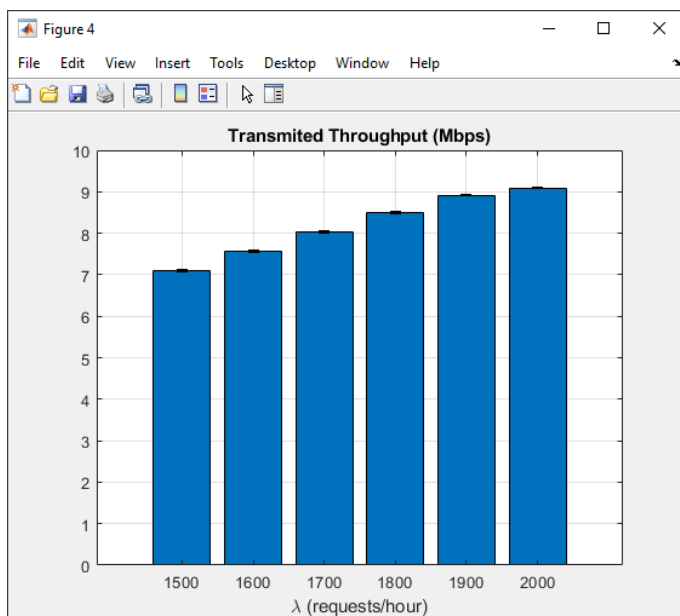 Figure 4
File Edit View Insert Tools Desktop Window Help
Transmited Throughput (Mbps)
10
9
8
7
6
5
4
3
2
1
0
1500 1600 1700 1800 1900 2000
λ (requests/hour)